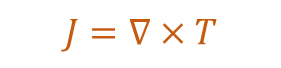 J = ∇ × T